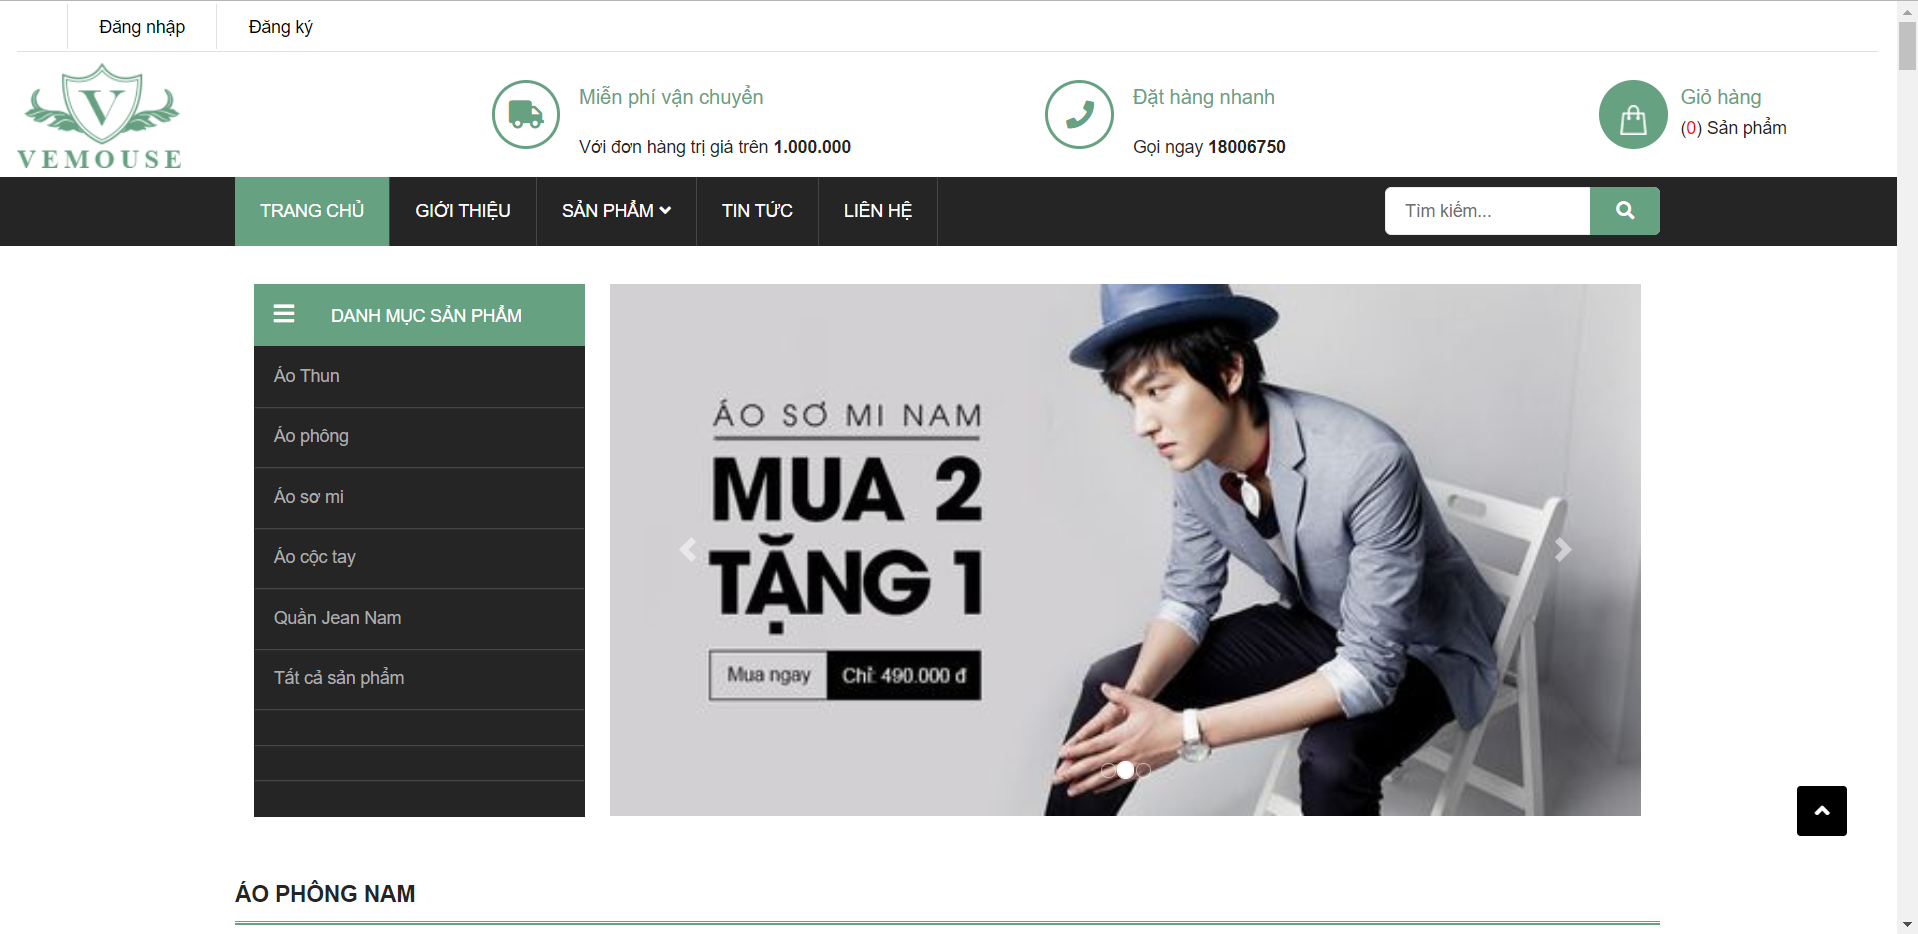 Đăng nhập
Đăng ký
V
VEMOUSE
Miễn phí vận chuyển
Với đơn hàng trị giá trên 1.000.000
Đặt hàng nhanh
Gọi ngay 18006750
Giỏ hàng
(0) Sản phẩm
TRANG CHỦ
GIỚI THIỆU
SẢN PHẨM
TIN TỨC
LIÊN HỆ
Tìm kiếm...
DANH MỤC SẢN PHẨM
Áo Thun
Áo phông
Áo sơ mi
Áo cộc tay
Quần Jean Nam
Tất cả sản phẩm
ÁO SƠ MI NAM
MUA 2
TẶNG 1
Mua ngay
Chỉ: 490.000 đ
ÁO PHÔNG NAM